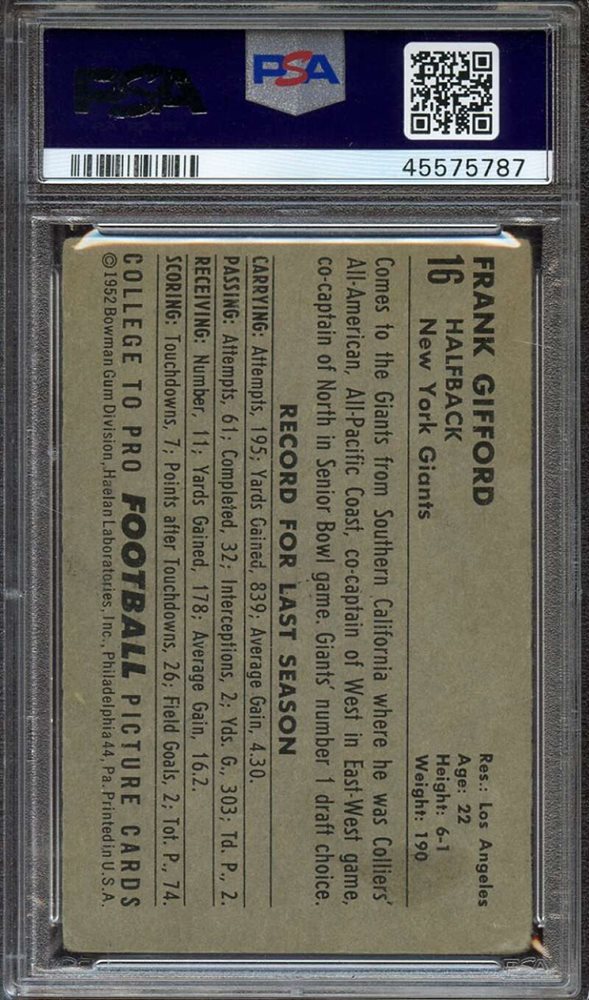 PSA
PSA
45575787
FRANK GIFFORD
16 HALFBACK
New York Giants
Res.: Los Angeles
Age: 22
Height: 6-1
Weight: 190
Comes to the Giants from Southern California where he was Colliers'
All-American, All-Pacific Coast, co-captain of West in East-West game,
co-captain of North in Senior Bowl game. Giants' number 1 draft choice.
RECORD FOR LAST SEASON
CARRYING: Attempts, 195; Yards Gained, 839; Average Gain, 4.30.
PASSING: Attempts, 61; Completed, 32; Interceptions, 2; Yds. G., 303; Td. P., 2.
RECEIVING: Number, 11; Yards Gained, 178; Average Gain, 16.2.
SCORING: Touchdowns, 7; Points after Touchdowns, 26; Field Goals, 2; Tot. P., 74.
COLLEGE TO PRO FOOTBALL PICTURE CARDS
©1952 Bowman Gum Division, Haelan Laboratories, Inc., Philadelphia 44, Pa. Printed in U.S.A.
PSA